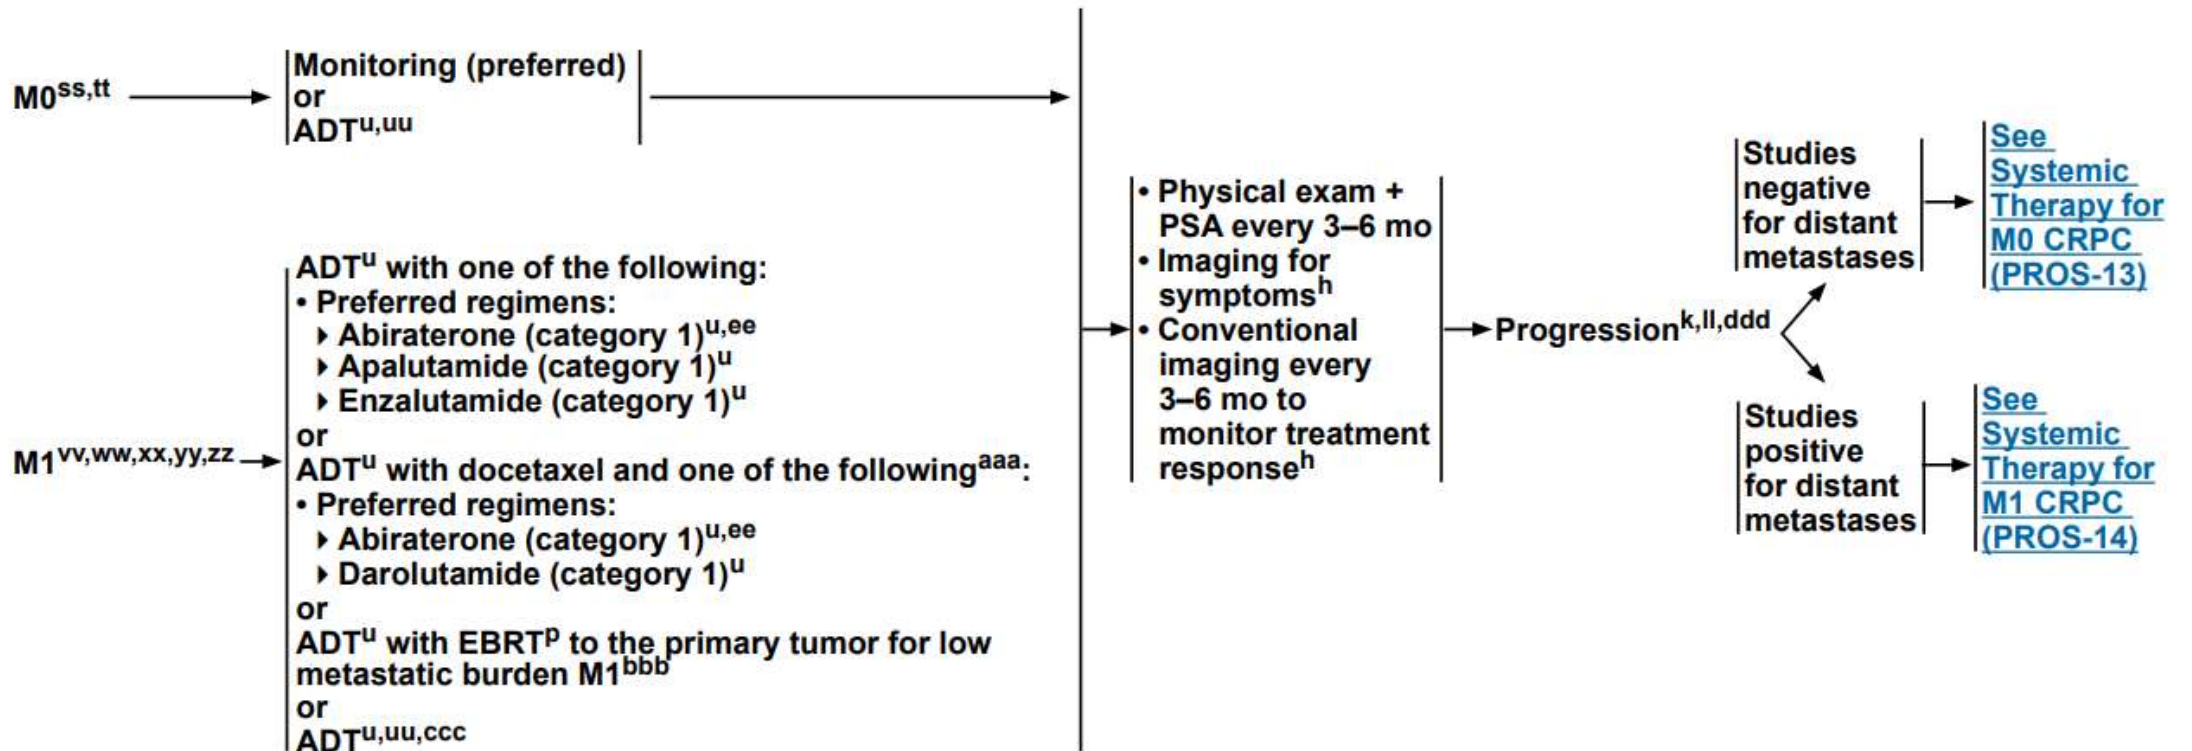 M0ss,tt
Monitoring (preferred)
or
ADTu,uu
M1vv,ww,xx,yy,zz
ADTu with one of the following:
• Preferred regimens:
▸ Abiraterone (category 1)u,ee
▸ Apalutamide (category 1)u
▸ Enzalutamide (category 1)u
or
ADTu with docetaxel and one of the followingaaa:
• Preferred regimens:
▸ Abiraterone (category 1)u,ee
▸ Darolutamide (category 1)u
or
ADTu with EBRTp to the primary tumor for low
metastatic burden M1bbb
or
ADTu,uu,ccc
• Physical exam +
PSA every 3–6 mo
• Imaging for
symptomsh
• Conventional
imaging every
3–6 mo to
monitor treatment
responseh
Progressionk,ll,ddd
Studies
negative
for distant
metastases
See
Systemic
Therapy for
M0 CRPC
(PROS-13)
Studies
positive
for distant
metastases
See
Systemic
Therapy for
M1 CRPC
(PROS-14)